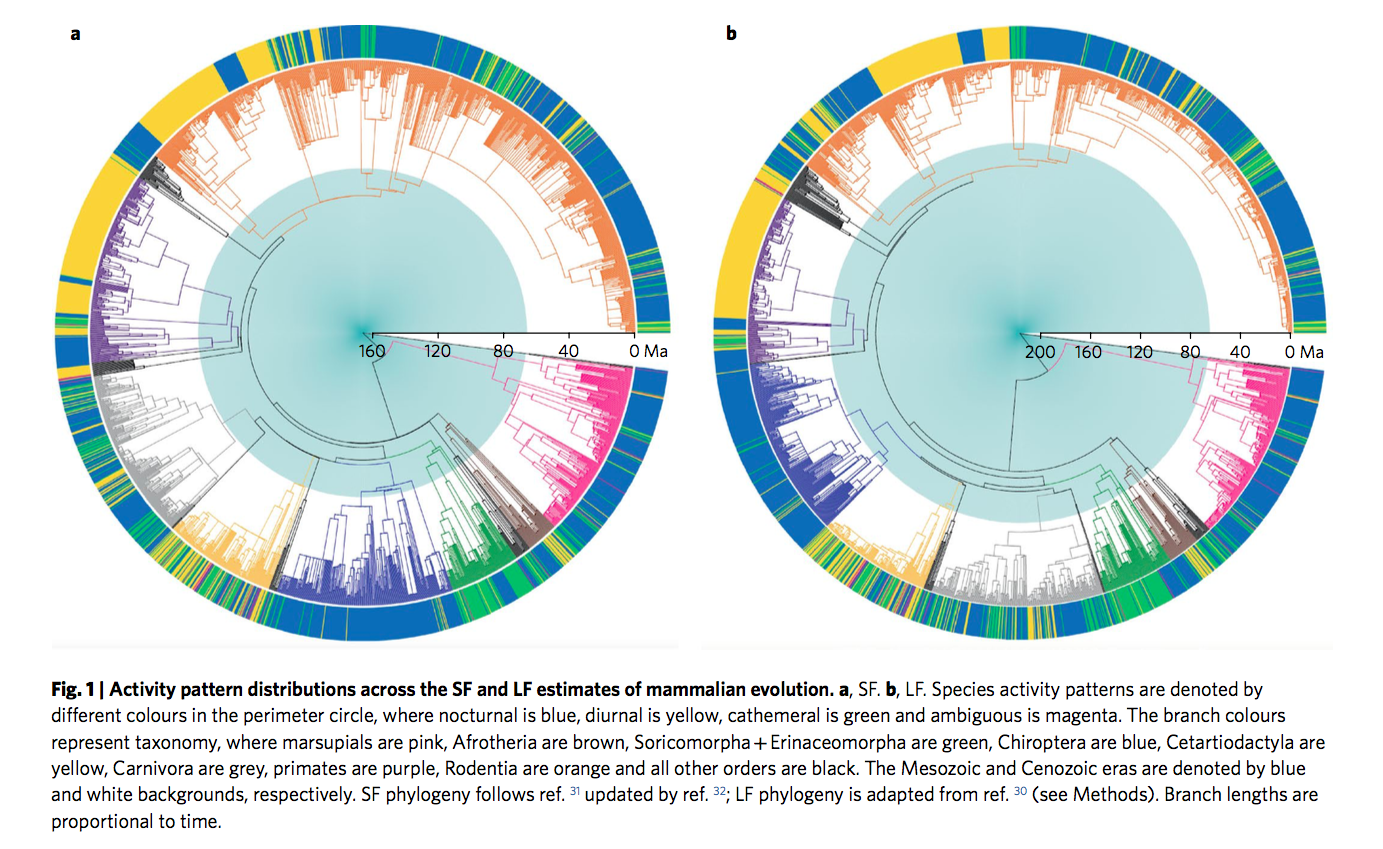 a
b
160 120 80 40 0 Ma
200 160 120 80 40 0 Ma
Fig. 1 | Activity pattern distributions across the SF and LF estimates of mammalian evolution. a, SF. b, LF. Species activity patterns are denoted by
different colours in the perimeter circle, where nocturnal is blue, diurnal is yellow, cathemeral is green and ambiguous is magenta. The branch colours
represent taxonomy, where marsupials are pink, Afrotheria are brown, Soricomorpha + Erinaceomorpha are green, Chiroptera are blue, Cetartiodactyla are
yellow, Carnivora are grey, primates are purple, Rodentia are orange and all other orders are black. The Mesozoic and Cenozoic eras are denoted by blue
and white backgrounds, respectively. SF phylogeny follows ref. 31 updated by ref. 32; LF phylogeny is adapted from ref. 30 (see Methods). Branch lengths are
proportional to time.